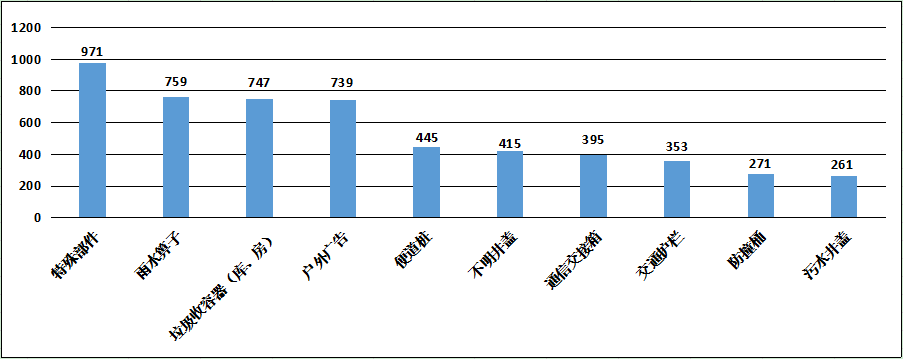 1200
1000
800
600
400
200
0
971
759
747
739
445
415
395
353
271
261
特殊部件
雨水箅子
垃圾收容器（库、房）
户外广告
便道桩
不明井盖
通信交接箱
交通护栏
防撞桶
污水井盖